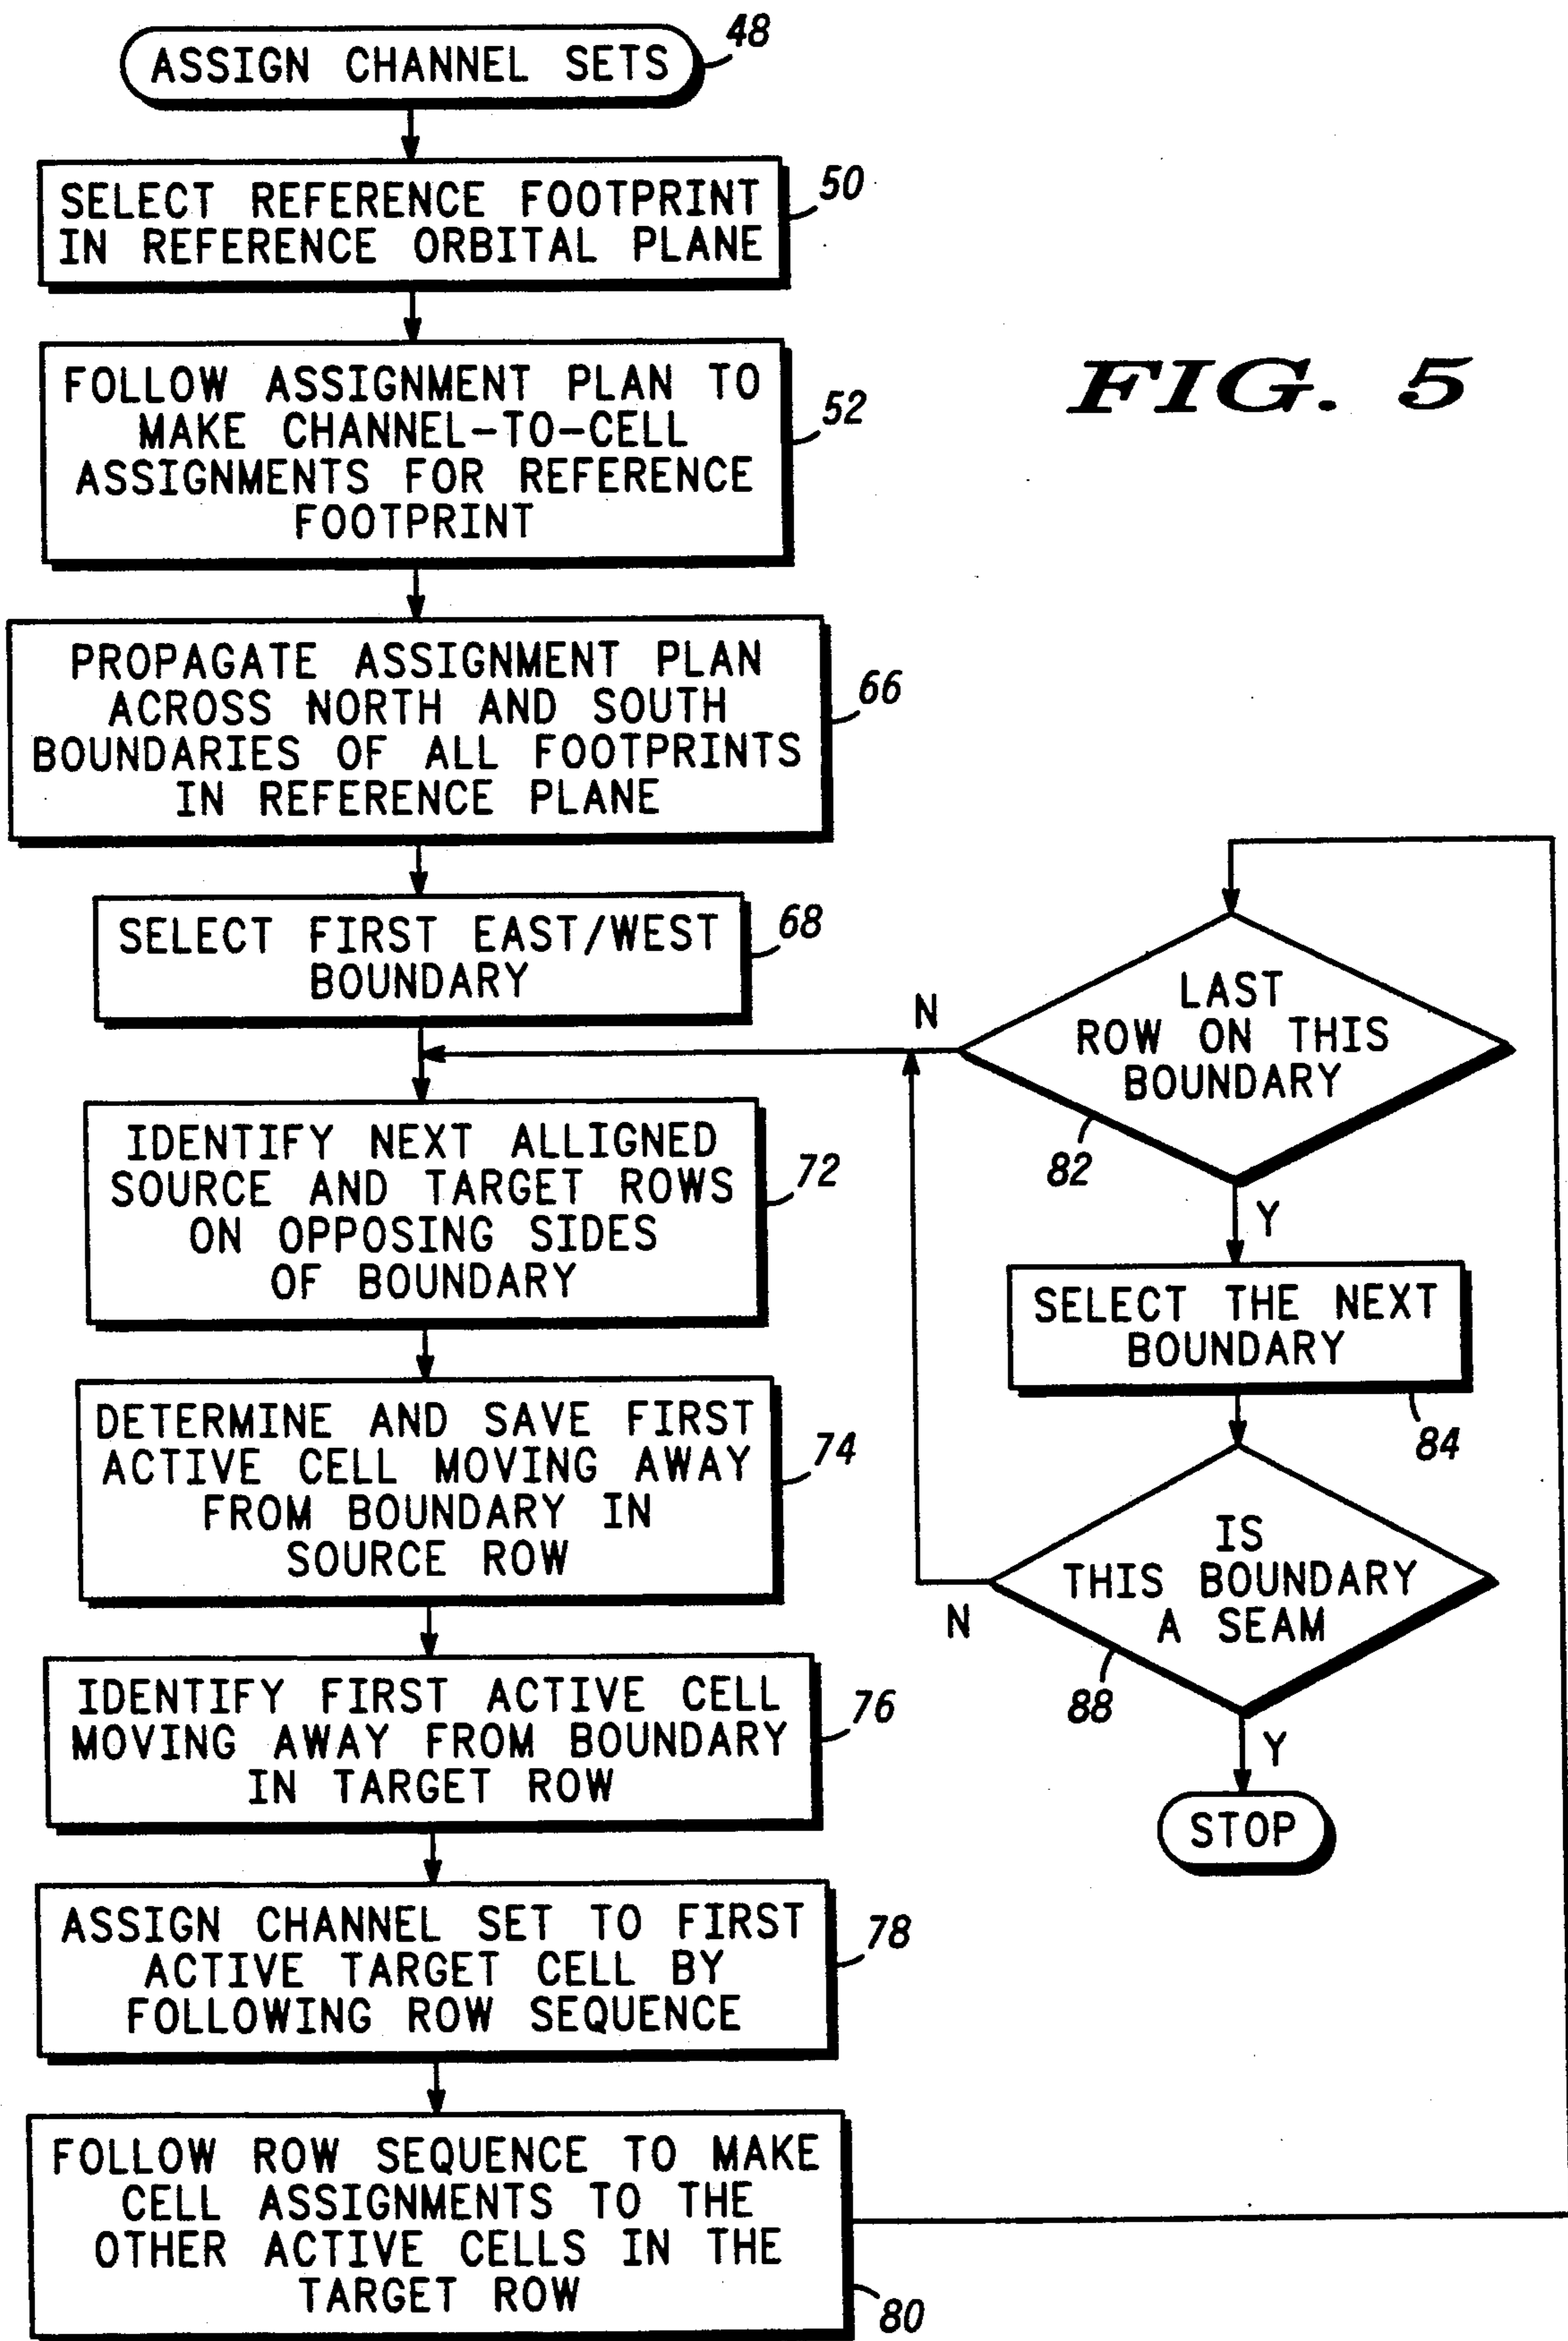 ASSIGN CHANNEL SETS
48
SELECT REFERENCE FOOTPRINT
IN REFERENCE ORBITAL PLANE
50
FOLLOW ASSIGNMENT PLAN TO
MAKE CHANNEL-TO-CELL
ASSIGNMENTS FOR REFERENCE
FOOTPRINT
52
FIG. 5
PROPAGATE ASSIGNMENT PLAN
ACROSS NORTH AND SOUTH
BOUNDARIES OF ALL FOOTPRINTS
IN REFERENCE PLANE
66
SELECT FIRST EAST/WEST
BOUNDARY
68
IDENTIFY NEXT ALLIGNED
SOURCE AND TARGET ROWS
ON OPPOSING SIDES
OF BOUNDARY
72
DETERMINE AND SAVE FIRST
ACTIVE CELL MOVING AWAY
FROM BOUNDARY IN
SOURCE ROW
74
IDENTIFY FIRST ACTIVE CELL
MOVING AWAY FROM BOUNDARY
IN TARGET ROW
76
ASSIGN CHANNEL SET TO FIRST
ACTIVE TARGET CELL BY
FOLLOWING ROW SEQUENCE
78
FOLLOW ROW SEQUENCE TO MAKE
CELL ASSIGNMENTS TO THE
OTHER ACTIVE CELLS IN THE
TARGET ROW
80
LAST
ROW ON THIS
BOUNDARY
N
82
Y
SELECT THE NEXT
BOUNDARY
84
IS
THIS BOUNDARY
A SEAM
N
88
Y
STOP